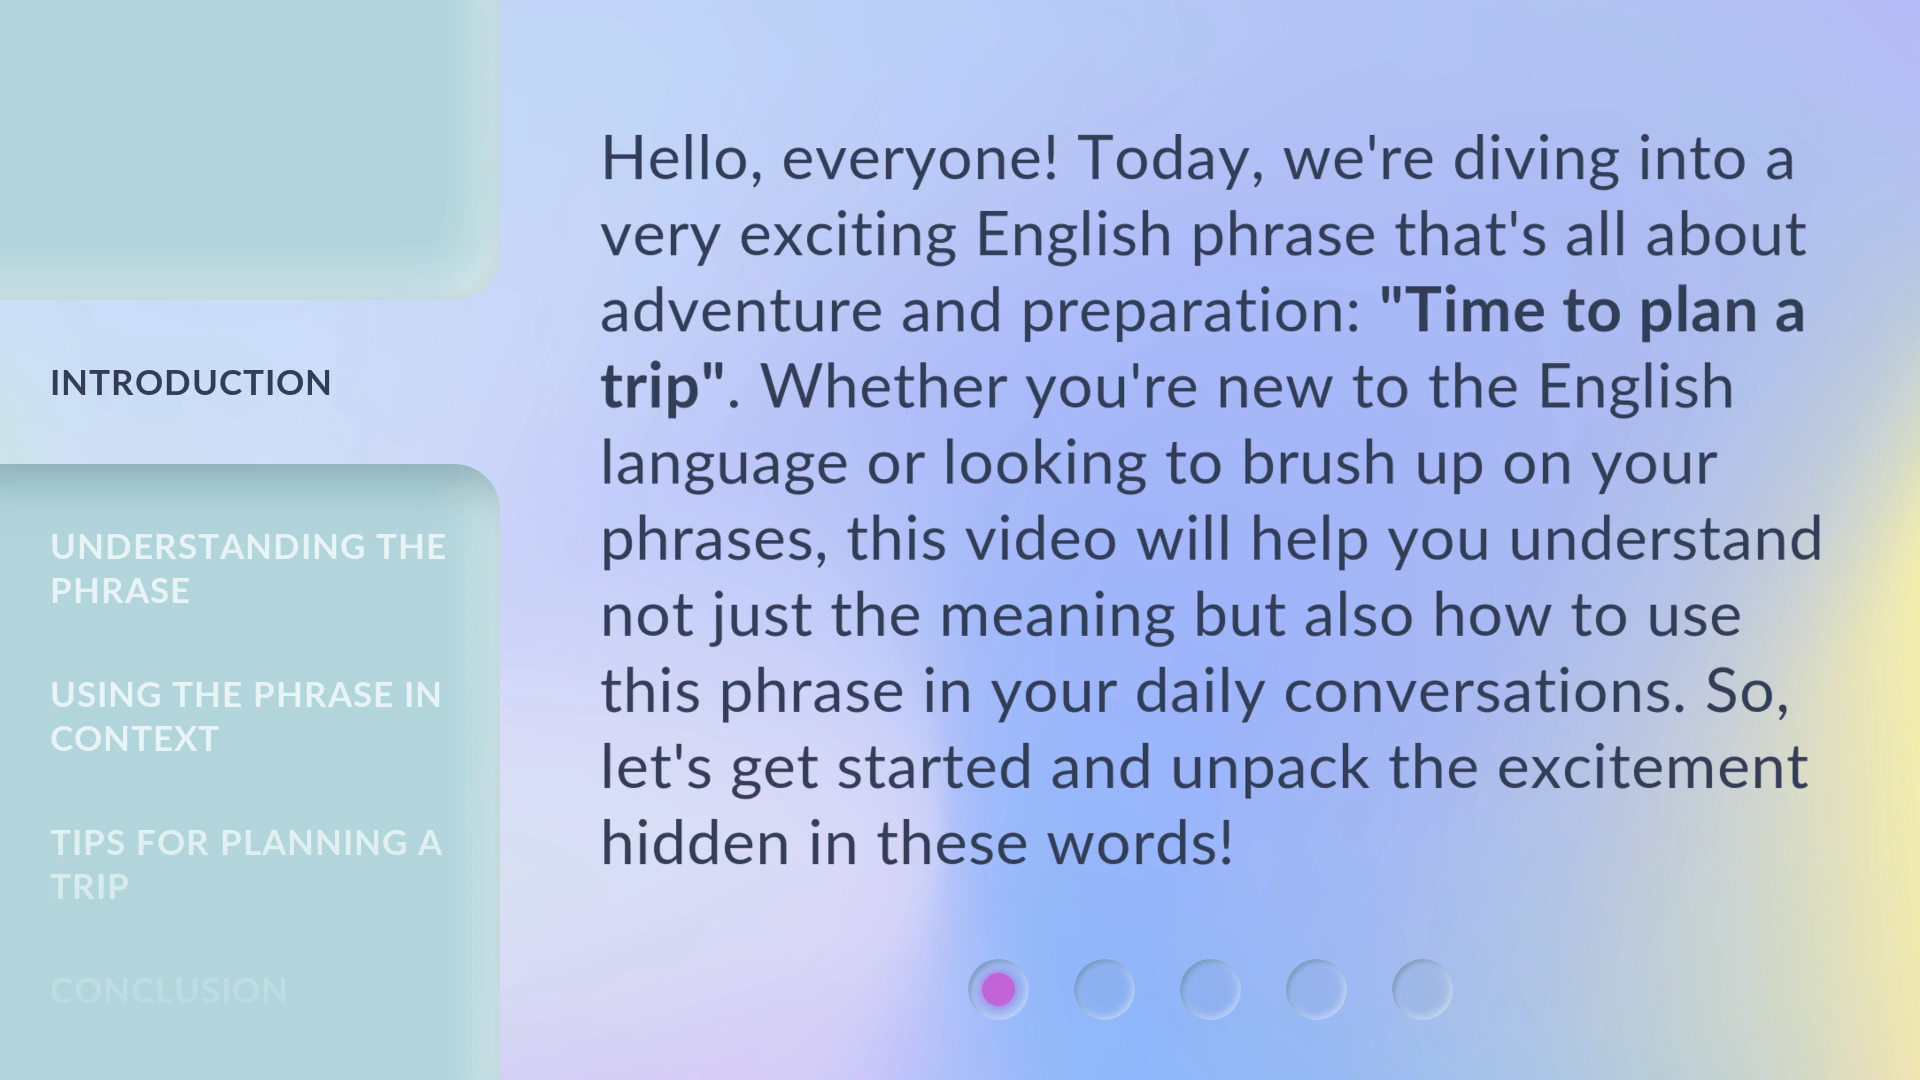 INTRODUCTION
UNDERSTANDING THE
PHRASE
USING THE PHRASE IN
CONTEXT
TIPS FOR PLANNING A
TRIP
CONCLUSION
Hello, everyone! Today, we're diving into a
very exciting English phrase that's all about
adventure and preparation: "Time to plan a
trip". Whether you're new to the English
language or looking to brush up on your
phrases, this video will help you understand
not just the meaning but also how to use
this phrase in your daily conversations. So,
let's get started and unpack the excitement
hidden in these words!